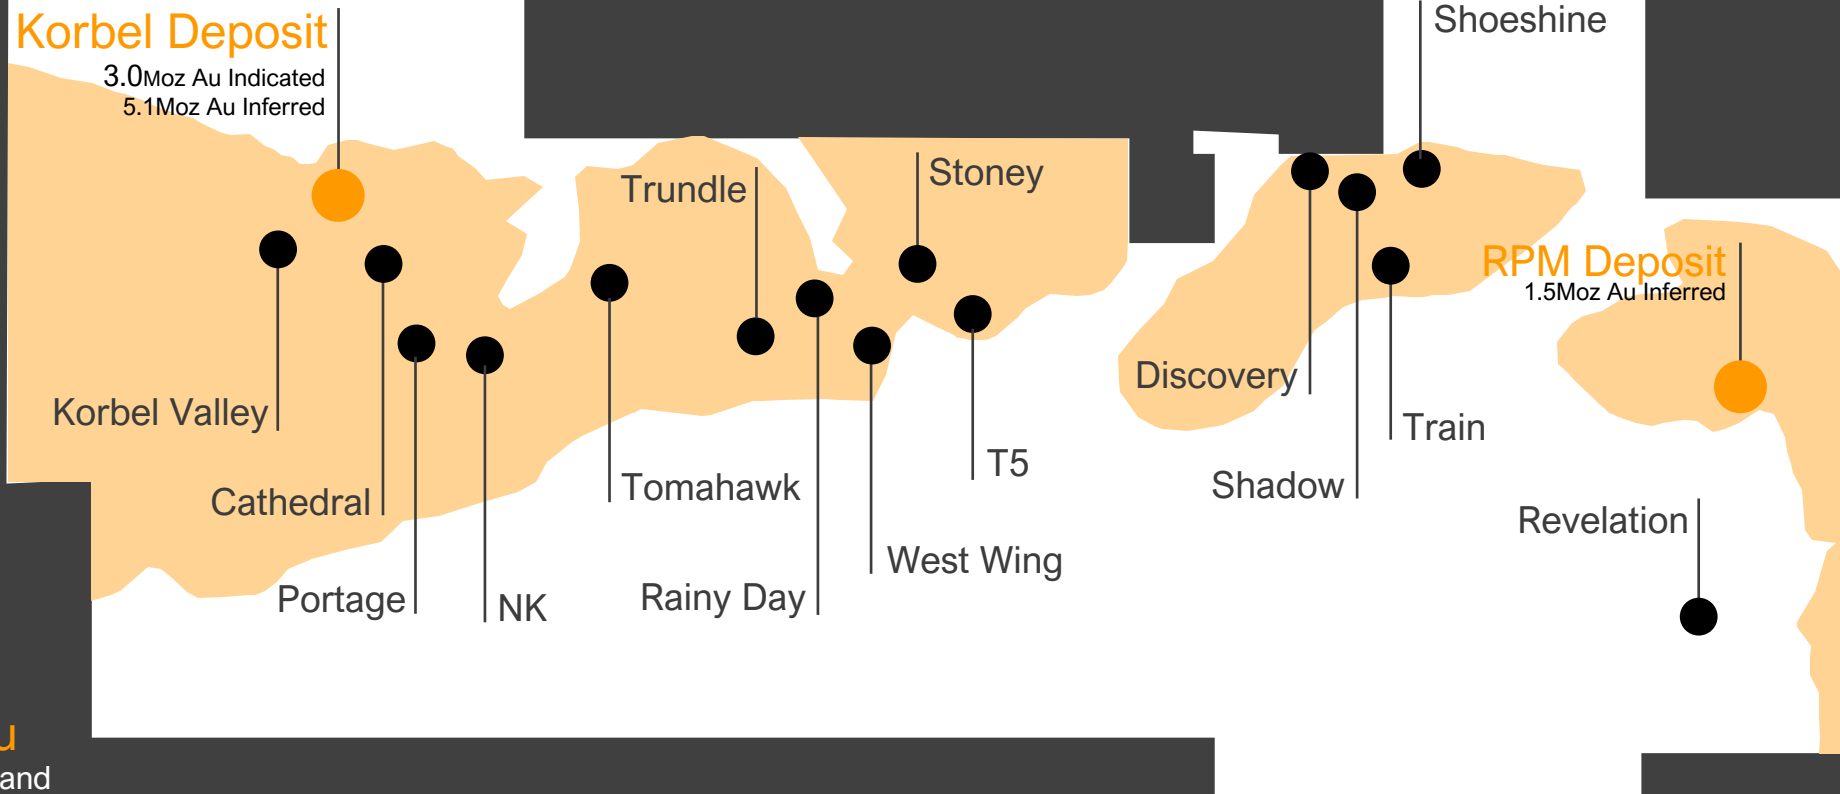 Korbel Deposit
3.0Moz Au Indicated
5.1Moz Au Inferred
Shoeshine
Trundle
Stoney
RPM Deposit
1.5Moz Au Inferred
Discovery
Korbel Valley
Train
T5
Cathedral
Tomahawk
Shadow
Revelation
West Wing
Portage
NK
Rainy Day
u
and